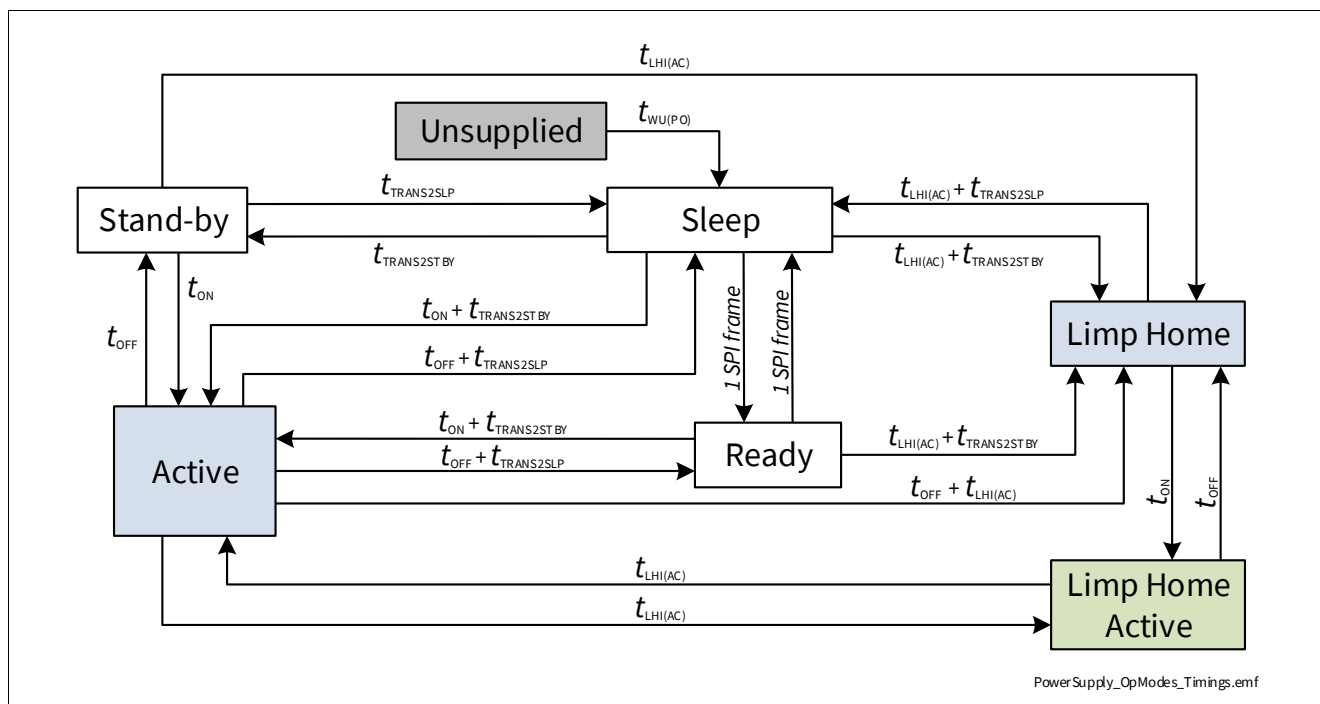 tLHI(AC)
Unsupplied
tWU(PO)
Stand-by
tTRANS2SLP
Sleep
tLHI(AC) + tTRANS2SLP
tTRANS2STBY
tLHI(AC) + tTRANS2STBY
tON
tOFF
tON + tTRANS2STBY
tOFF + tTRANS2SLP
1 SPI frame
1 SPI frame
Limp Home
Active
tON + tTRANS2STBY
tOFF + tTRANS2SLP
Ready
tLHI(AC) + tTRANS2STBY
tOFF + tLHI(AC)
tON
tOFF
tLHI(AC)
tLHI(AC)
Limp Home
Active
PowerSupply_OpModes_Timings.emf